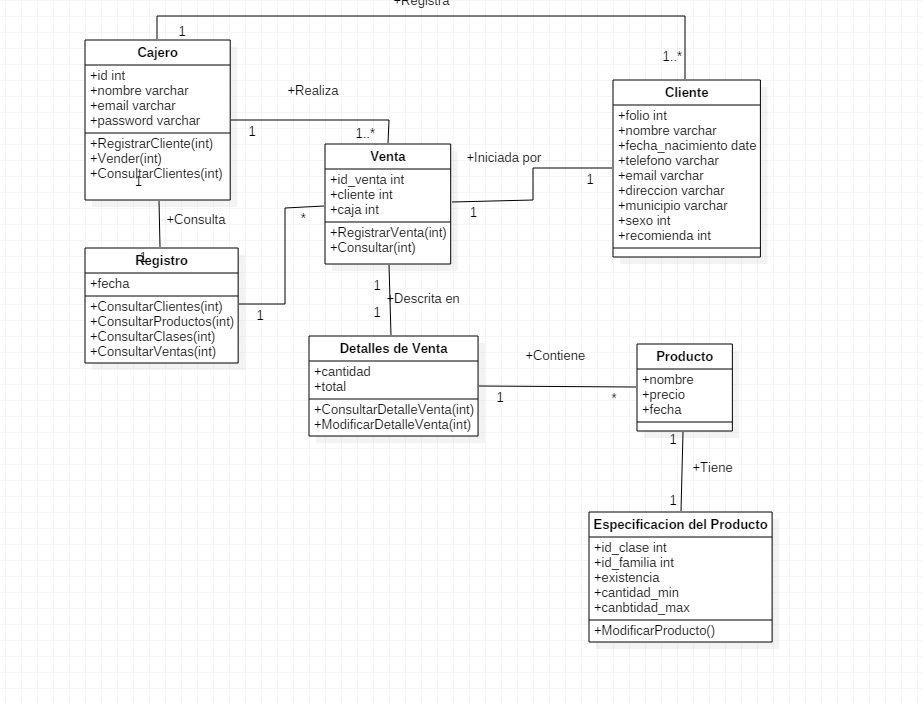 +Registra
1
1..*
Cajero
+id int
+nombre varchar
+email varchar
+password varchar
+RegistrarCliente(int)
+Vender(int)
+ConsultarClientes(int)
1
+Realiza
1
1..*
Cliente
+folio int
+nombre varchar
+fecha_nacimiento date
+telefono varchar
+email varchar
+direccion varchar
+municipio varchar
+sexo int
+recomienda int
Venta
+id_venta int
+cliente int
+caja int
+RegistrarVenta(int)
+Consultar(int)
+Iniciada por
1
1
+Consulta
1
*
Registro
+fecha
+ConsultarClientes(int)
+ConsultarProductos(int)
+ConsultarClases(int)
+ConsultarVentas(int)
1
1
+Descrita en
1
Detalles de Venta
+cantidad
+total
+ConsultarDetalleVenta(int)
+ModificarDetalleVenta(int)
+Contiene
1
*
Producto
+nombre
+precio
+fecha
1
+Tiene
1
Especificacion del Producto
+id_clase int
+id_familia int
+existencia
+cantidad_min
+canbtidad_max
+ModificarProducto()